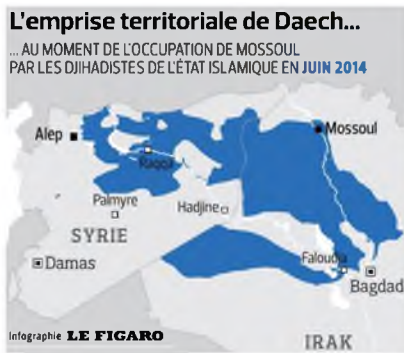 L'emprise territoriale de Daech...
... AU MOMENT DE L'OCCUPATION DE MOSSOUL
PAR LES DJIHADISTES DE L'ÉTAT ISLAMIQUE EN JUIN 2014
Alep
Mossoul
Raqqa
Palmyre
Hadjine
SYRIE
Faloudja
Damas
Bagdad
Infographie LE FIGARO
IRAK